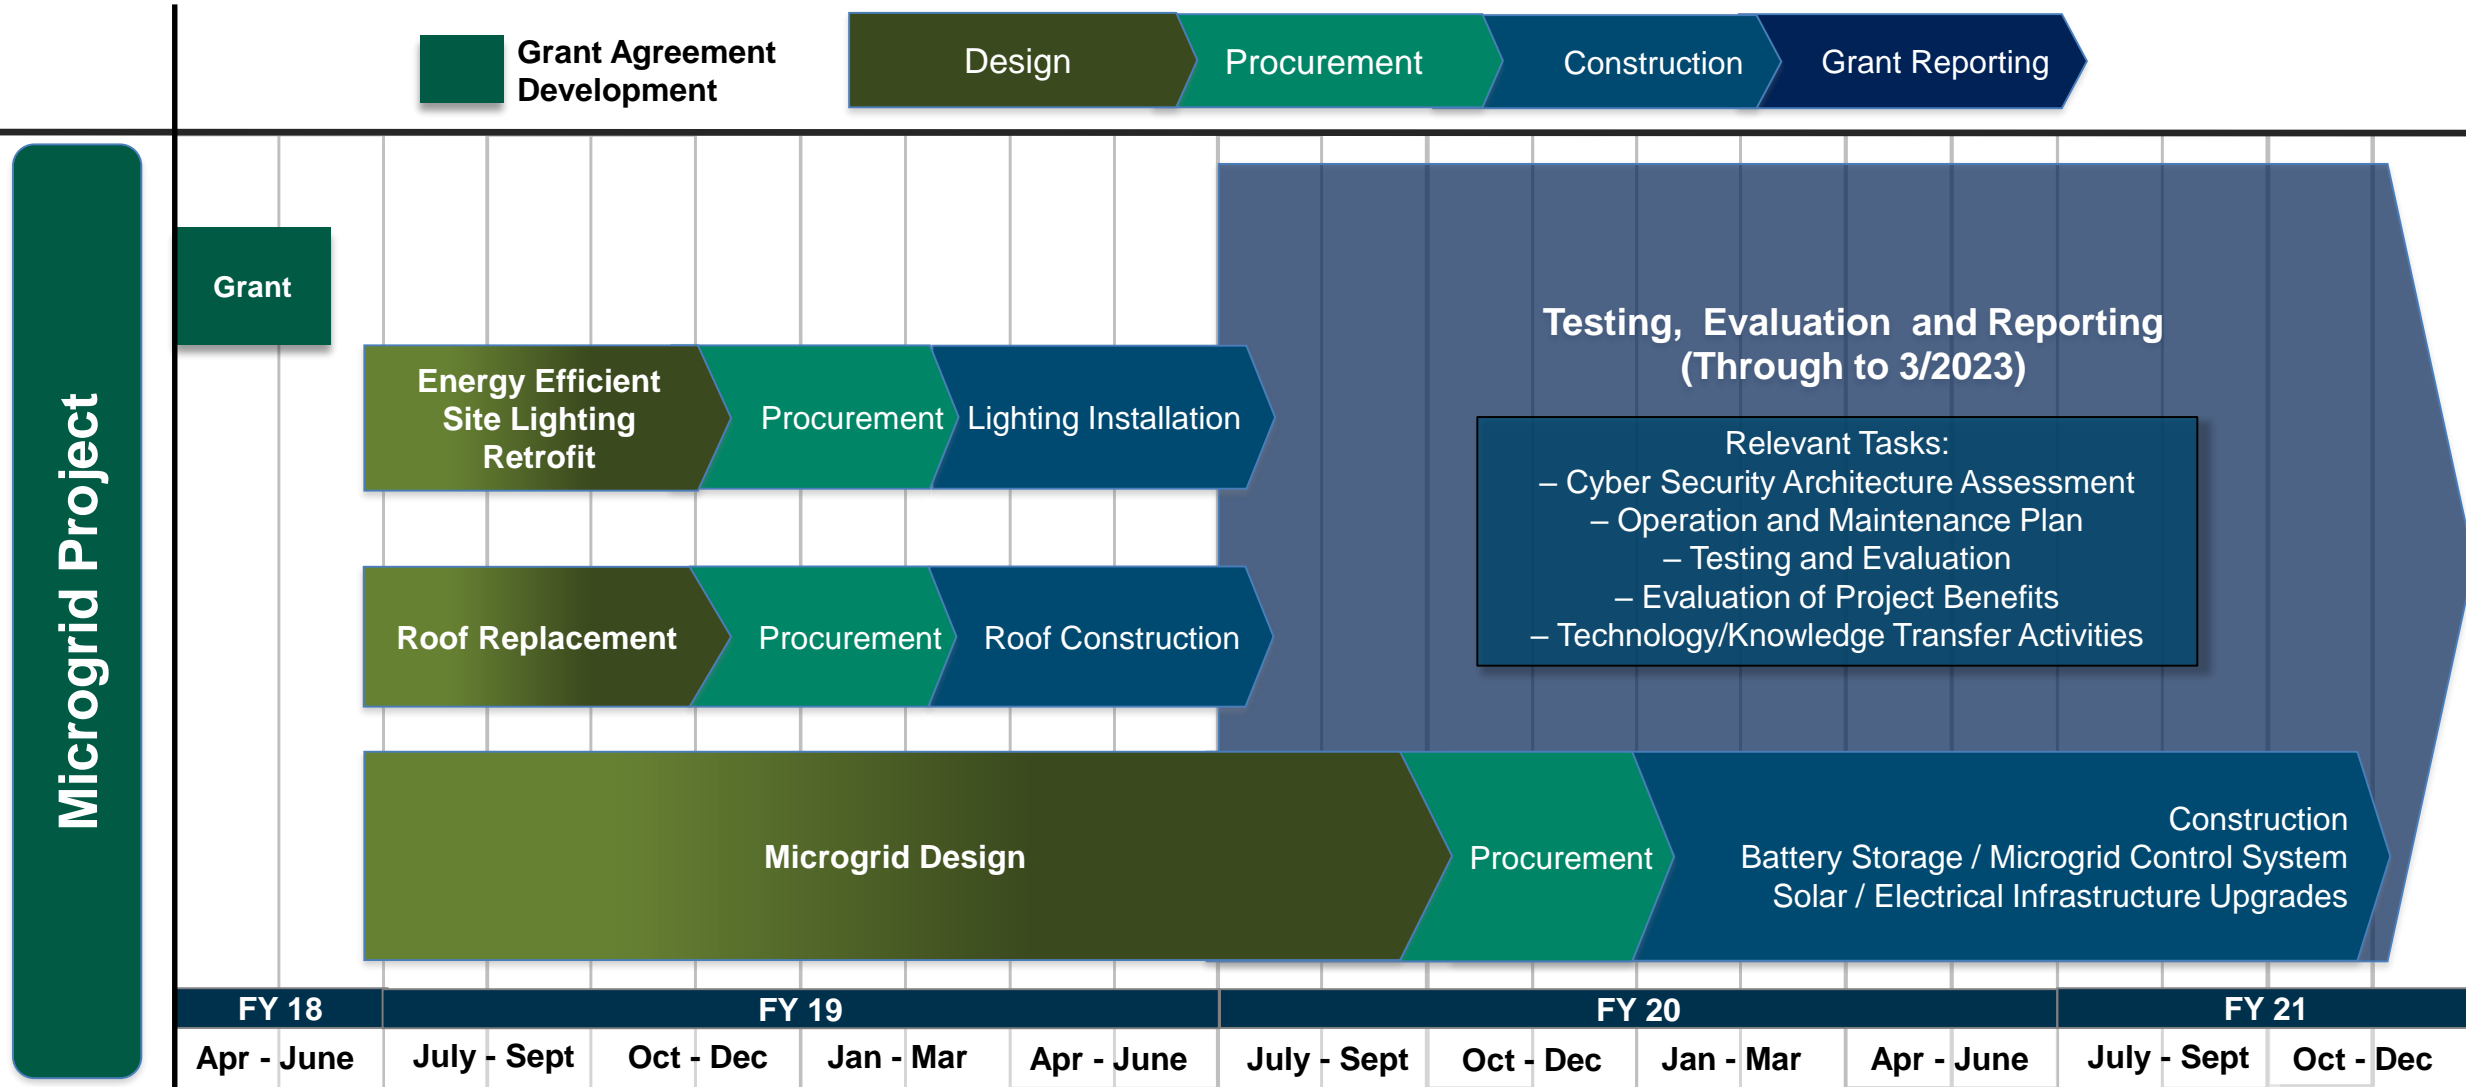 Grant Agreement
Development
Design
Procurement
Construction
Grant Reporting
Microgrid Project
Grant
Testing, Evaluation and Reporting
(Through to 3/2023)
Relevant Tasks:
– Cyber Security Architecture Assessment
– Operation and Maintenance Plan
– Testing and Evaluation
– Evaluation of Project Benefits
– Technology/Knowledge Transfer Activities
Energy Efficient
Site Lighting
Retrofit
Procurement
Lighting Installation
Roof Replacement
Procurement
Roof Construction
Microgrid Design
Procurement
Construction
Battery Storage / Microgrid Control System
Solar / Electrical Infrastructure Upgrades
FY 18
FY 19
FY 20
FY 21
Apr - June
July - Sept
Oct - Dec
Jan - Mar
Apr - June
July - Sept
Oct - Dec
Jan - Mar
Apr - June
July - Sept
Oct - Dec